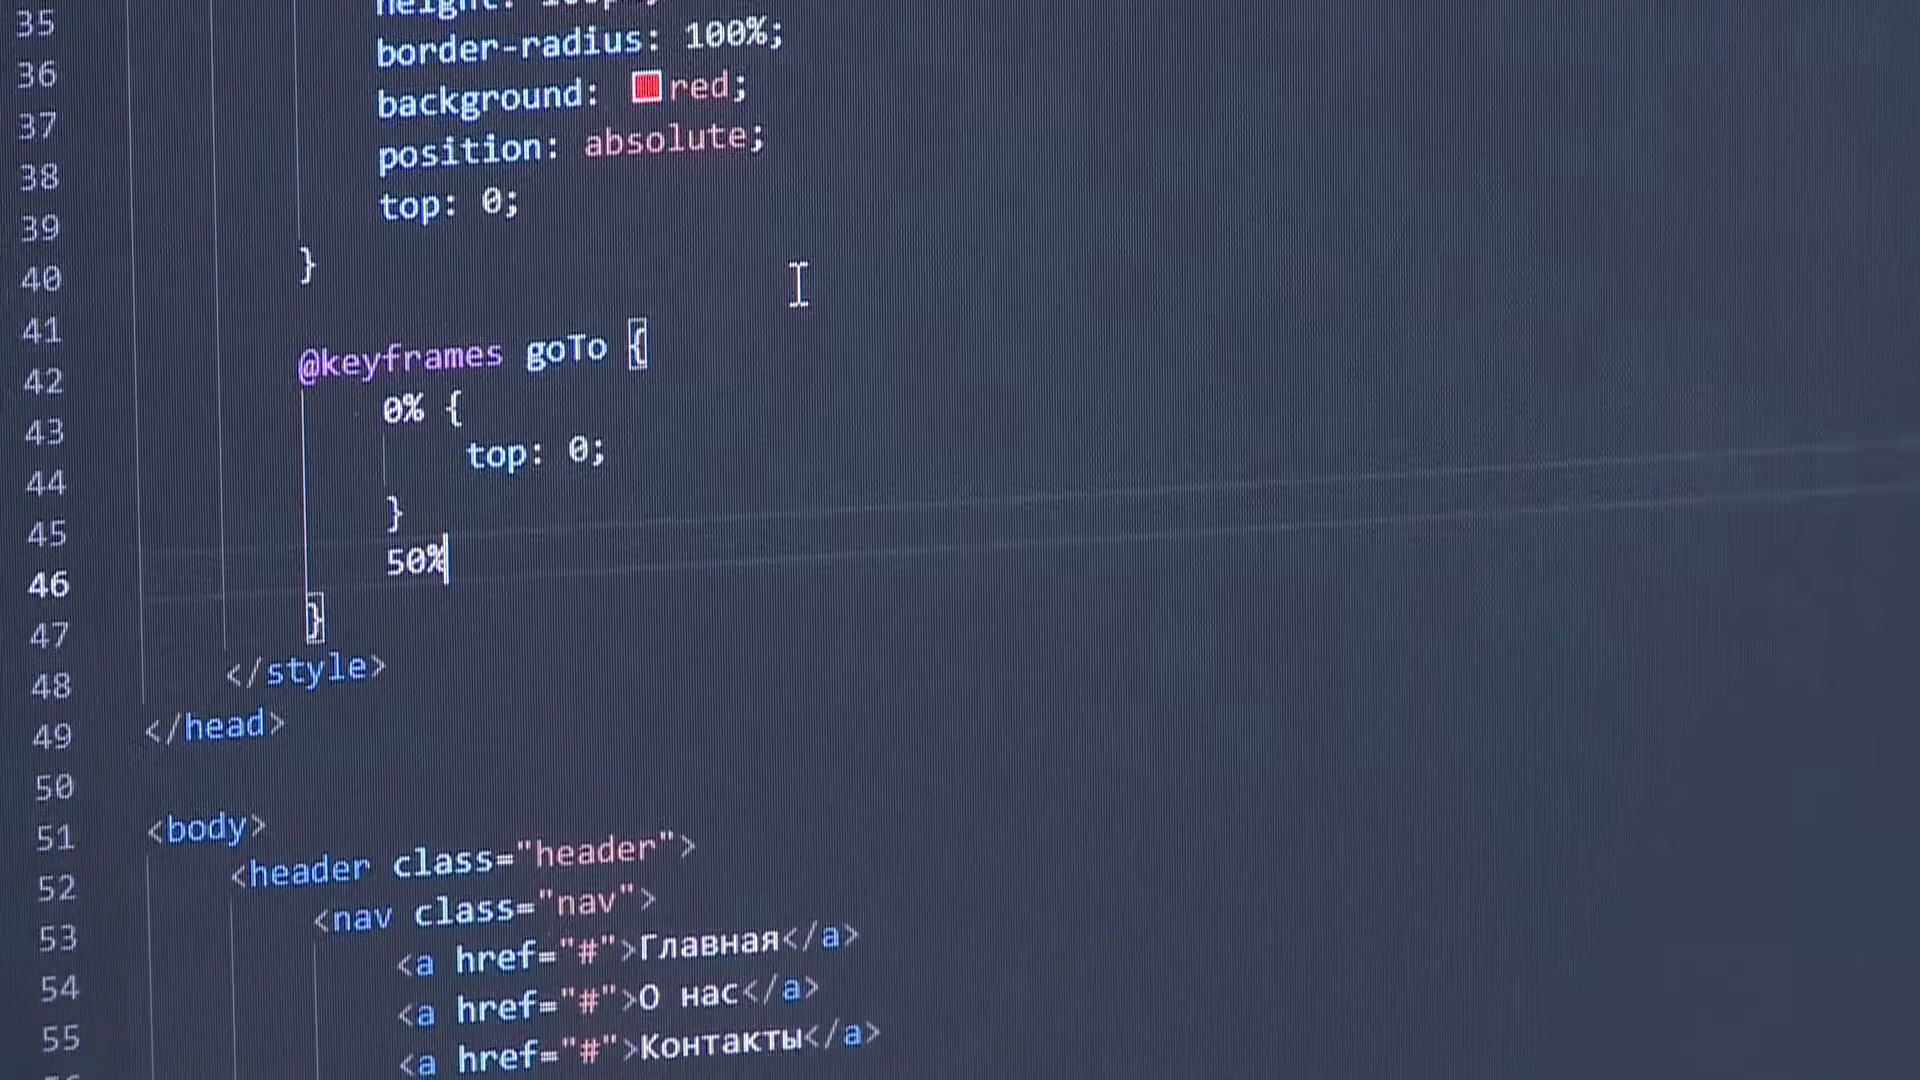 35
height:
36 border-radius: 100%;
37 background: red;
38 position: absolute;
39 top: 0;
40 }
41
42 @keyframes goTo {
43 0% {
44 top: 0;
45 }
46 50%
47 }
48 </style>
49 </head>
50
51 <body>
52 <header class="header">
53 <nav class="nav">
54 <a href="#">Главная</a>
55 <a href="#">О нас</a>
<a href="#">Контакты</a>